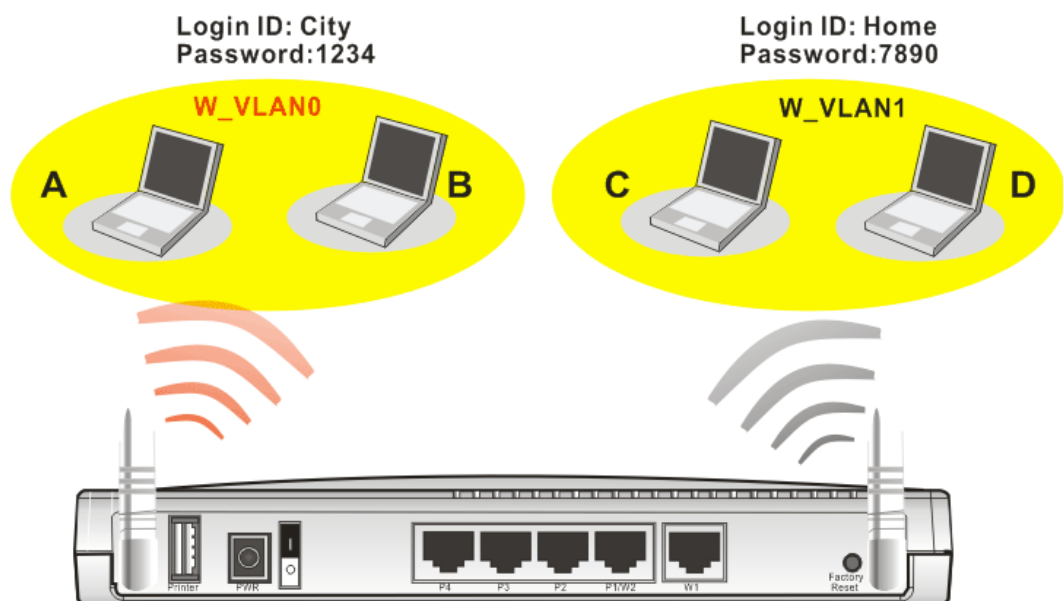 Login ID: City
Password:1234
Login ID: Home
Password:7890
W_VLAN0
W_VLAN1
A
B
C
D
Printer
PWR
P4
P3
P2
P1/W2
W1
Factory
Reset